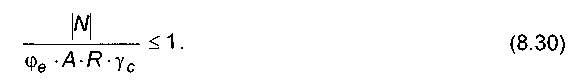 |N| / (φe · A · R · γc) ≤ 1. (8.30)